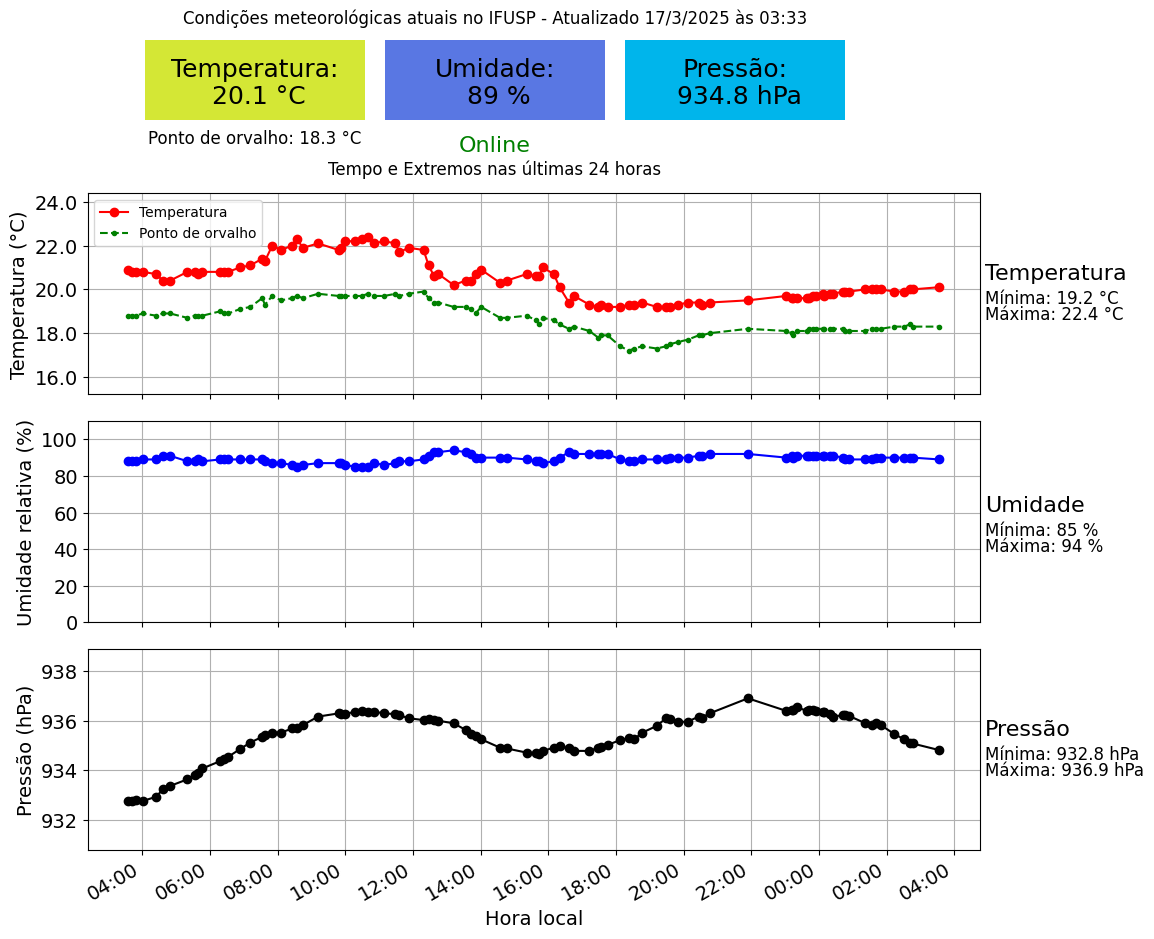 Condições meteorológicas atuais no IFUSP - Atualizado 17/3/2025 às 03:33
Temperatura:
20.1 °C
Umidade:
89 %
Pressão:
934.8 hPa
Ponto de orvalho: 18.3 °C
Online
Tempo e Extremos nas últimas 24 horas
Temperatura (°C)
24.0
22.0
20.0
18.0
16.0
Temperatura
Ponto de orvalho
Temperatura
Mínima: 19.2 °C
Máxima: 22.4 °C
Umidade relativa (%)
100
80
60
40
20
0
Umidade
Mínima: 85 %
Máxima: 94 %
Pressão (hPa)
938
936
934
932
Pressão
Mínima: 932.8 hPa
Máxima: 936.9 hPa
04:00 06:00 08:00 10:00 12:00 14:00 16:00 18:00 20:00 22:00 00:00 02:00 04:00
Hora local